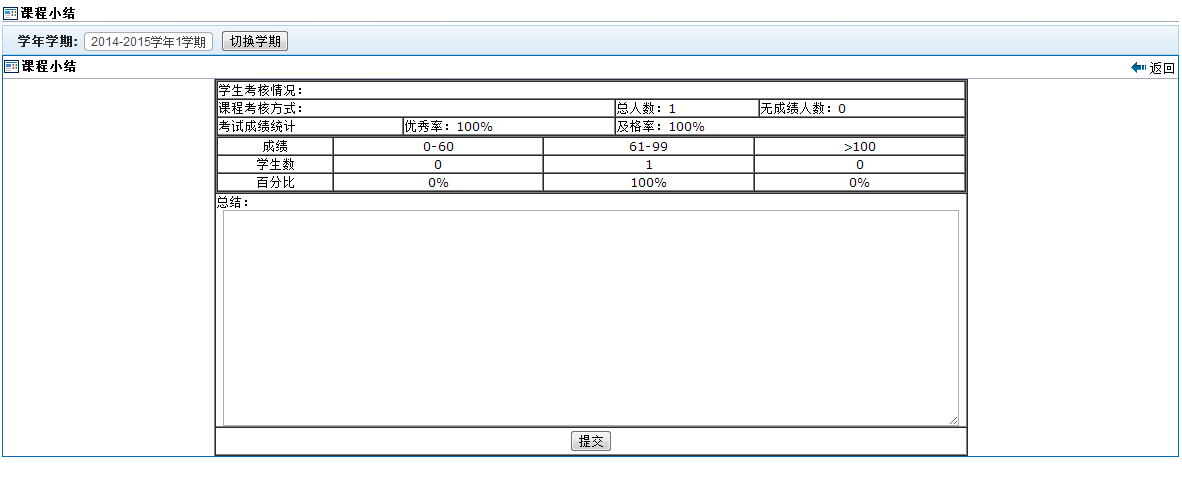 课程小结
学年学期: 2014-2015学年1学期 切换学期
课程小结 返回
学生考核情况:
课程考核方式: 总人数: 1 无成绩人数: 0
考试成绩统计 优秀率: 100% 及格率: 100%
成绩 0-60 61-99 >100
学生数 0 1 0
百分比 0% 100% 0%
总结:
提交